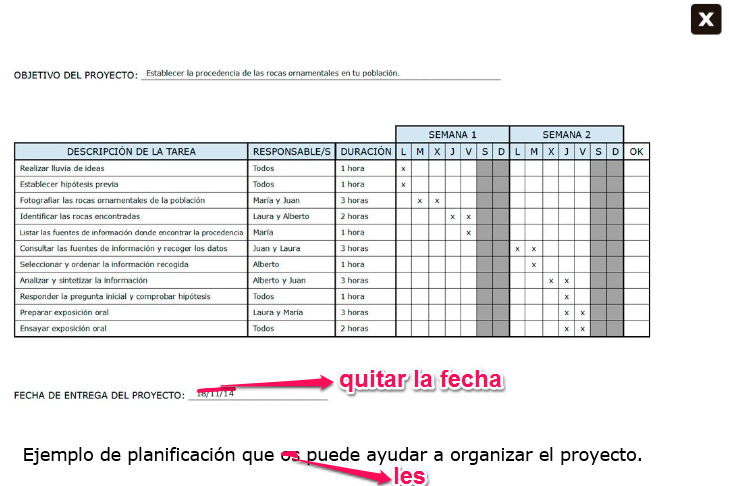 X
OBJETIVO DEL PROYECTO: Establecer la procedencia de las rocas ornamentales en tu población.
SEMANA 1 SEMANA 2
DESCRIPCIÓN DE LA TAREA RESPONSABLE/S DURACIÓN L M X J V S D L M X J V S D OK
Realizar lluvia de ideas Todos 1 hora x
Establecer hipótesis previa Todos 1 hora x
Fotografiar las rocas ornamentales de la población María y Juan 3 horas x x
Identificar las rocas encontradas Laura y Alberto 2 horas x x
Listar las fuentes de información donde encontrar la procedencia María 1 hora x
Consultar las fuentes de información y recoger los datos Juan y Laura 3 horas x x
Seleccionar y ordenar la información recogida Alberto 1 hora x
Analizar y sintetizar la información Alberto y Juan 3 horas x x
Responder la pregunta inicial y comprobar hipótesis Todos 1 hora x
Preparar exposición oral Laura y María 3 horas x x
Ensayar exposición oral Todos 2 horas x x
quitar la fecha
FECHA DE ENTREGA DEL PROYECTO: 18/11/14
Ejemplo de planificación que os puede ayudar a organizar el proyecto.
les